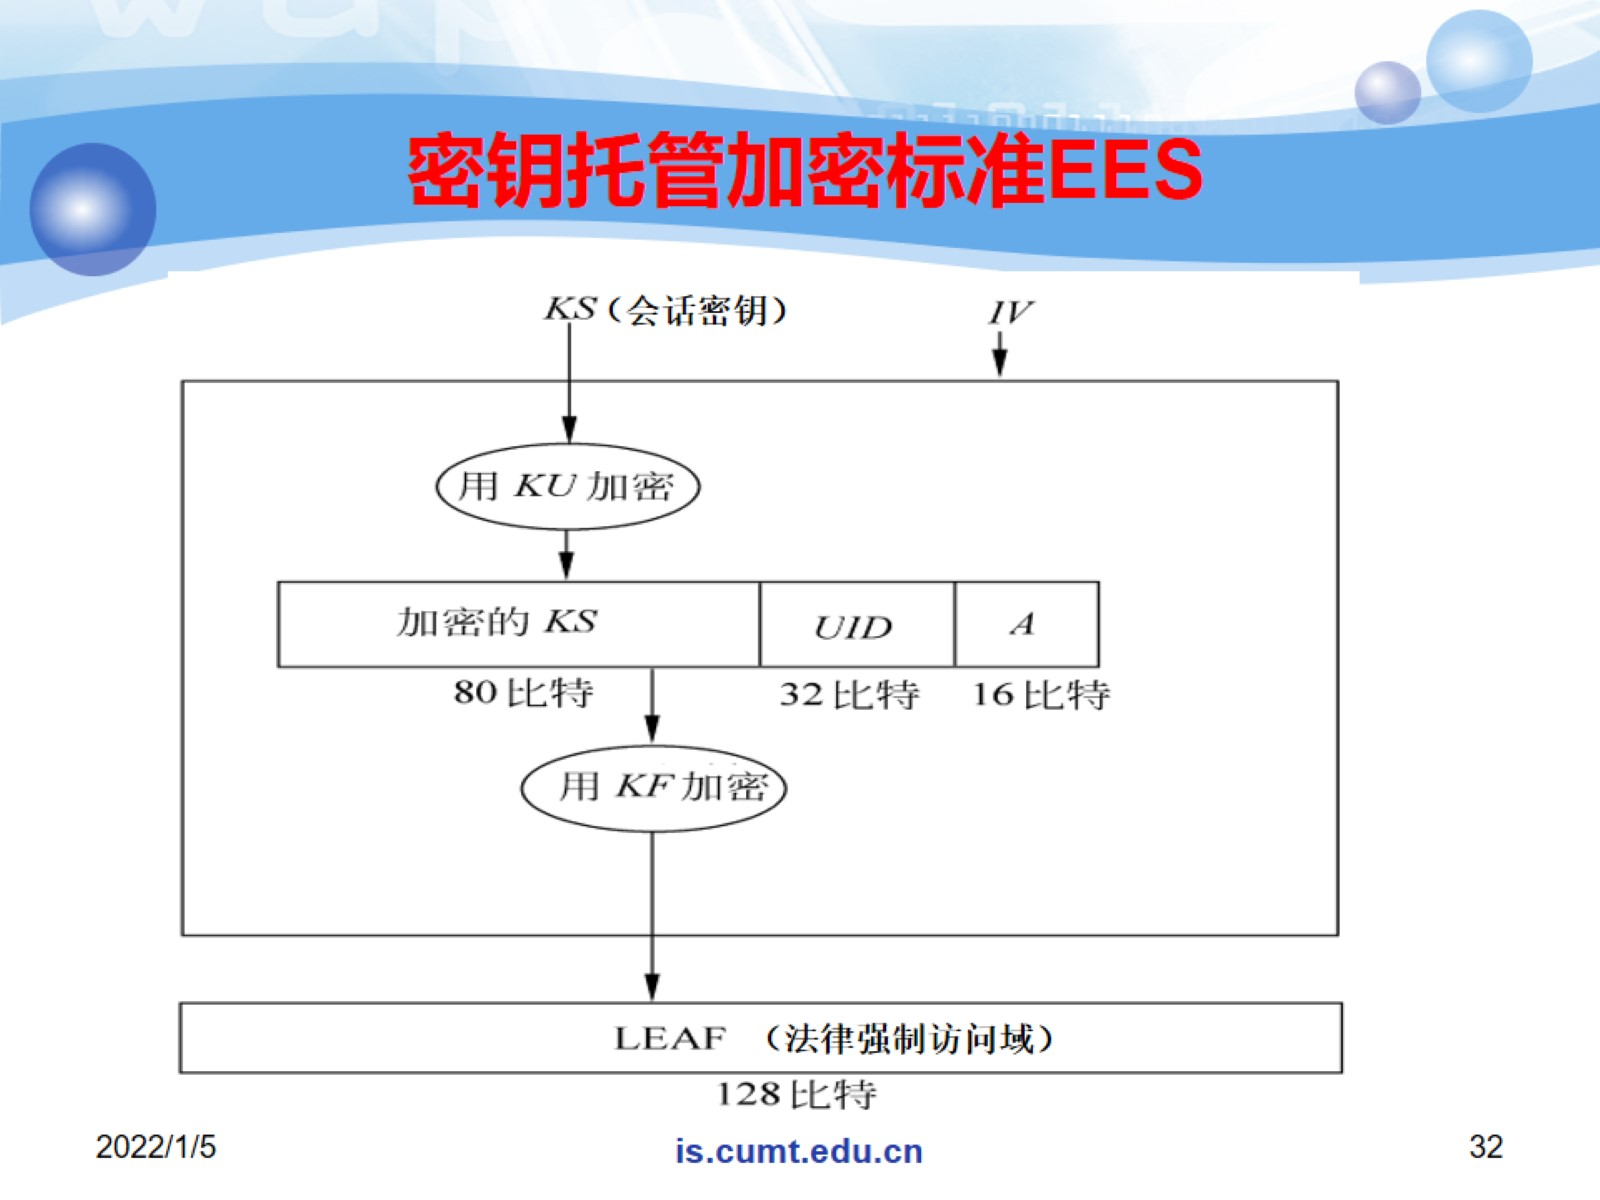 密钥托管加密标准EES
KS（会话密钥） IV
用 KU 加密
加密的 KS UID A
80 比特 32 比特 16 比特
用 KF 加密
LEAF （法律强制访问域）
128 比特
2022/1/5 is.cumt.edu.cn 32